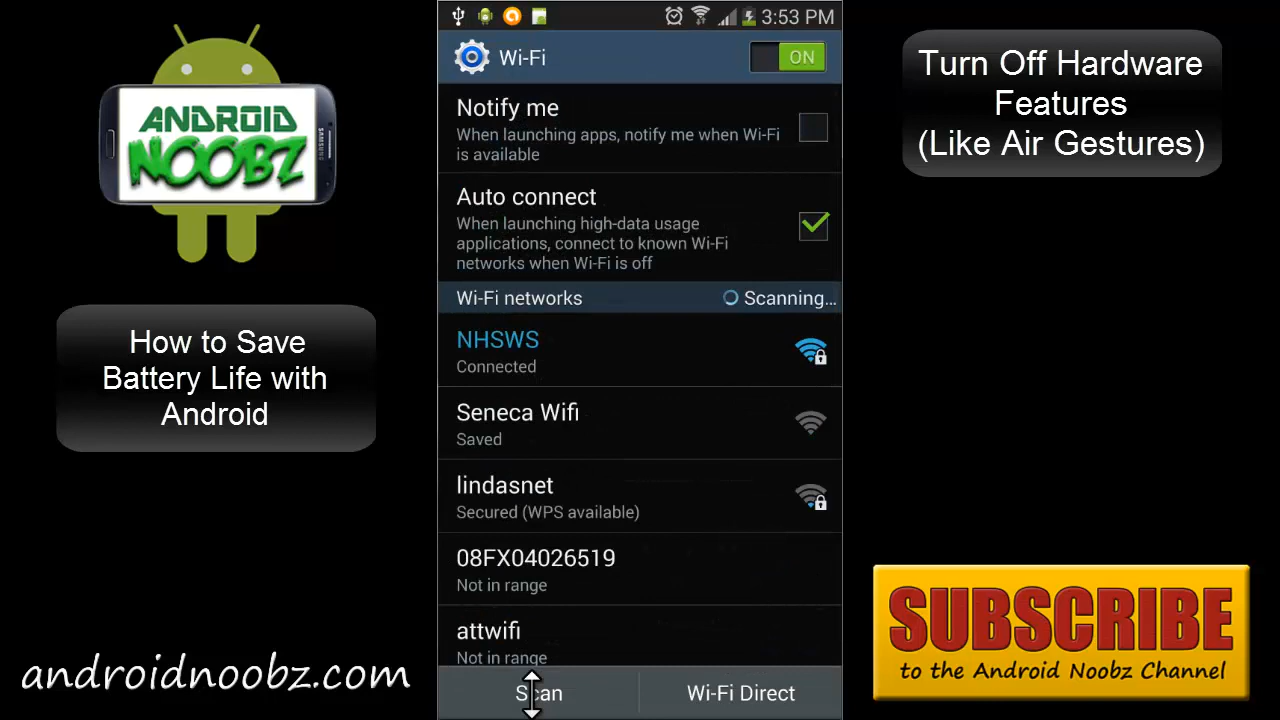 ANDROID
NOOBZ
SAMSUNG
How to Save
Battery Life with
Android
androidnoobz.com
3:53 PM
Wi-Fi
ON
Notify me
When launching apps, notify me when Wi-Fi
is available
Auto connect
When launching high-data usage
applications, connect to known Wi-Fi
networks when Wi-Fi is off
Wi-Fi networks
Scanning...
NHSWS
Connected
Seneca Wifi
Saved
lindasnet
Secured (WPS available)
08FX04026519
Not in range
attwifi
Not in range
Scan
Wi-Fi Direct
Turn Off Hardware
Features
(Like Air Gestures)
SUBSCRIBE
to the Android Noobz Channel